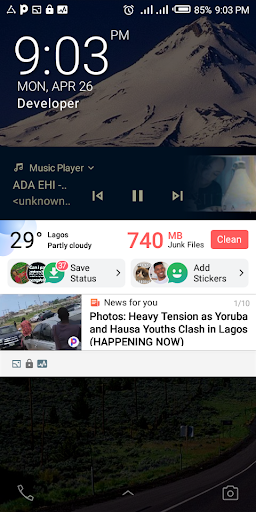 85% 9:03 PM
9:03 PM
MON, APR 26
Developer
Music Player
ADA EHI -..
<unknown..
29° Lagos
Partly cloudy
740 MB
Junk Files
Clean
37
Save
Status
Add
Stickers
News for you
1/10
Photos: Heavy Tension as Yoruba
and Hausa Youths Clash in Lagos
(HAPPENING NOW)